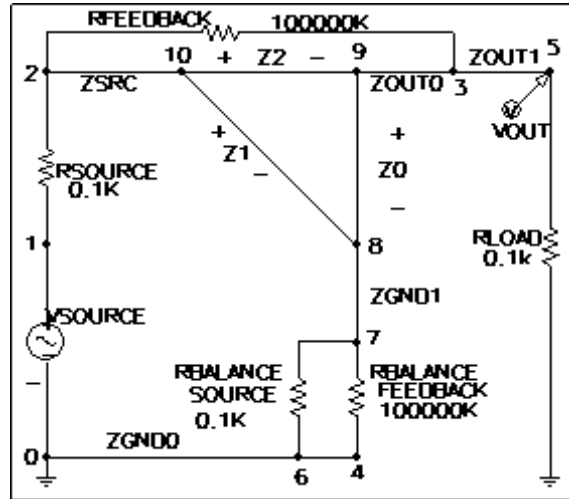 RFEEDBACK 100000K
10 + Z2 - 9 ZOUT1 5
2 ZSRC ZOUT0 3
V
VOUT
+ Z1 -
+ Z0 -
RSOURCE
0.1K
1 8
RLOAD
0.1k
ZGND1
VSOURCE
7
-
RBALANCE
SOURCE
0.1K
RBALANCE
FEEDBACK
100000K
0 ZGND0 6 4